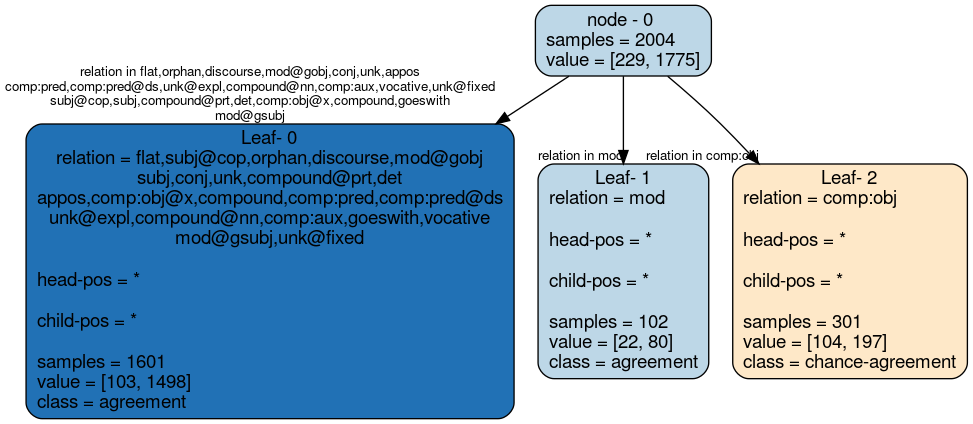 node - 0
samples = 2004
value = [229, 1775]
relation in flat,orphan,discourse,mod@gobj,conj,unk,appos
comp:pred,comp:pred@ds,unk@expl,compound@nn,comp:aux,vocative,unk@fixed
subj@cop,subj,compound@prt,det,comp:obj@x,compound,goeswith
mod@gsubj
Leaf- 0
relation = flat,subj@cop,orphan,discourse,mod@gobj
subj,conj,unk,compound@prt,det
appos,comp:obj@x,compound,comp:pred,comp:pred@ds
unk@expl,compound@nn,comp:aux,goeswith,vocative
mod@gsubj,unk@fixed
head-pos = *
child-pos = *
samples = 1601
value = [103, 1498]
class = agreement
relation in mod
Leaf- 1
relation = mod
head-pos = *
child-pos = *
samples = 102
value = [22, 80]
class = agreement
relation in comp:obj
Leaf- 2
relation = comp:obj
head-pos = *
child-pos = *
samples = 301
value = [104, 197]
class = chance-agreement